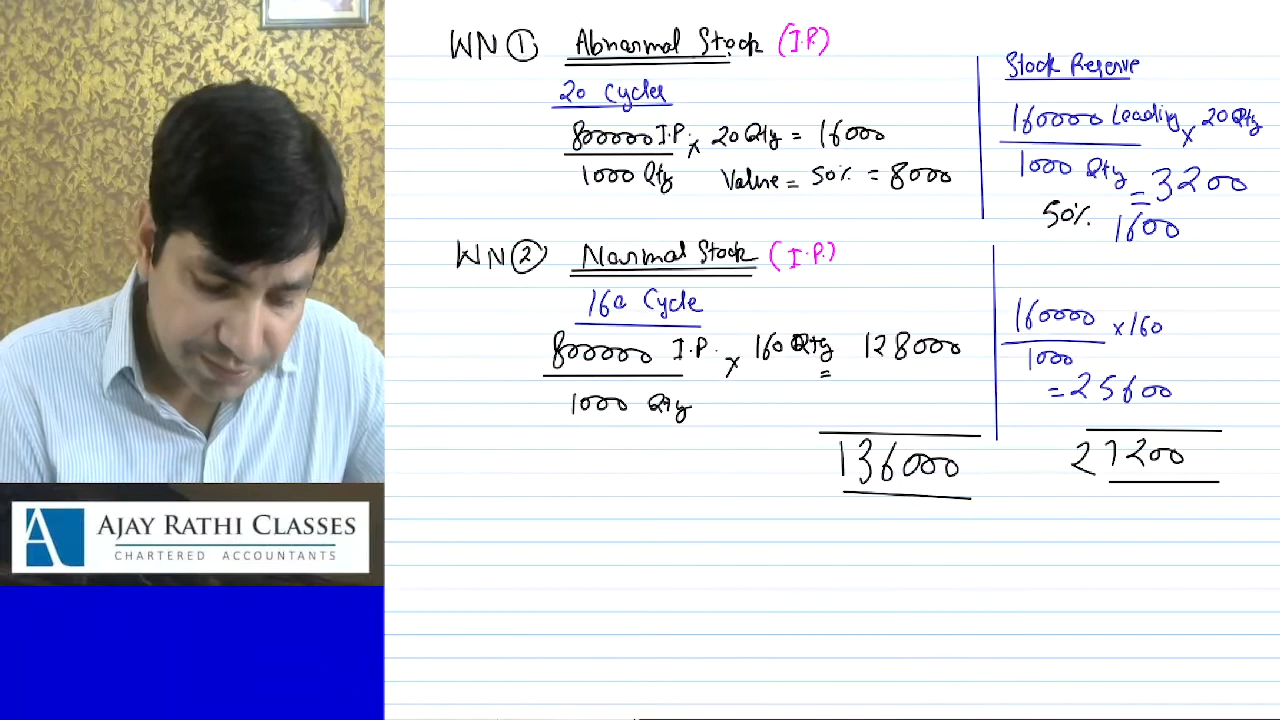 WN ① Abnormal Stock (I.P)
20 Cycles
800000 I.P. x 20 Qty = 16000
1000 Qty
Value = 50% = 8000
Stock Reserve
160000 Loading x 20 Qty
1000 Qty
= 3200
50% 1600
WN ② Normal Stock (I.P.)
160 Cycle
800000 I.P. x 160 Qty = 128000
1000 Qty
160000 x 160
1000
= 25600
136000
27200
AJAY RATHI CLASSES
CHARTERED ACCOUNTANTS